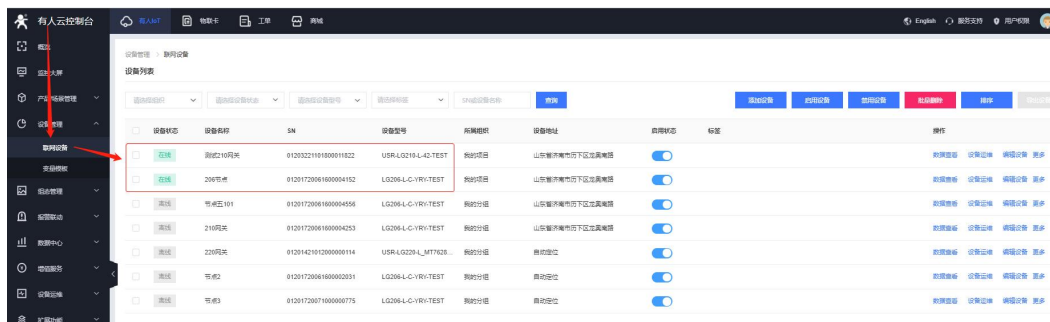 有人云控制台 有人IoT 物联卡 工单 商城 English 服务支持 用户权限
概览
监控大屏
设备管理
联网设备
变量模板
组态管理
报警联动
数据中心
增值服务
设备运维
扩展功能
设备管理 > 联网设备
设备列表
请选择组织 请选择设备状态 请选择设备型号 请选择标签 SN或设备名称 查询 添加设备 启用设备 禁用设备 批量删除 排序
设备状态 设备名称 SN 设备型号 所属组织 设备地址 启用状态 标签 操作
在线 测试210网关 01203221101800011822 USR-LG210-L-42-TEST 我的项目 山东省济南市历下区龙奥南路 数据查看 设备运维 编辑设备 更多
在线 206节点 01201720061600004152 LG206-L-C-YRY-TEST 我的项目 山东省济南市历下区龙奥南路 数据查看 设备运维 编辑设备 更多
离线 节点五101 01201720061600004556 LG206-L-C-YRY-TEST 我的项目 山东省济南市历下区龙奥南路 数据查看 设备运维 编辑设备 更多
离线 210网关 01201720061600004253 LG206-L-C-YRY-TEST 我的项目 山东省济南市历下区龙奥南路 数据查看 设备运维 编辑设备 更多
离线 220网关 01201421012000000114 USR-LG220-L_MT7628... 我的分组 自动定位 数据查看 设备运维 编辑设备 更多
离线 节点2 01201720061600002031 LG206-L-C-YRY-TEST 我的分组 自动定位 数据查看 设备运维 编辑设备 更多
离线 节点3 01201720071000000775 LG206-L-C-YRY-TEST 我的分组 自动定位 数据查看 设备运维 编辑设备 更多